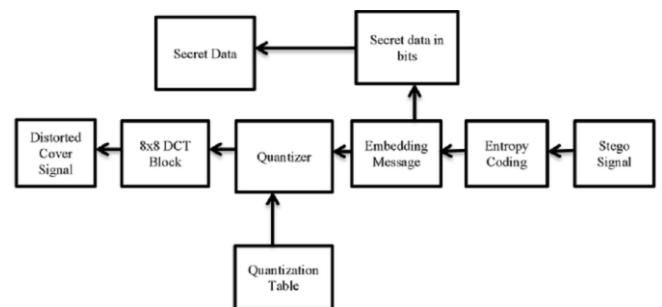 Secret Data
Secret data in
bits
Distorted
Cover
Signal
8x8 DCT
Block
Quantizer
Embedding
Message
Entropy
Coding
Stego
Signal
Quantization
Table